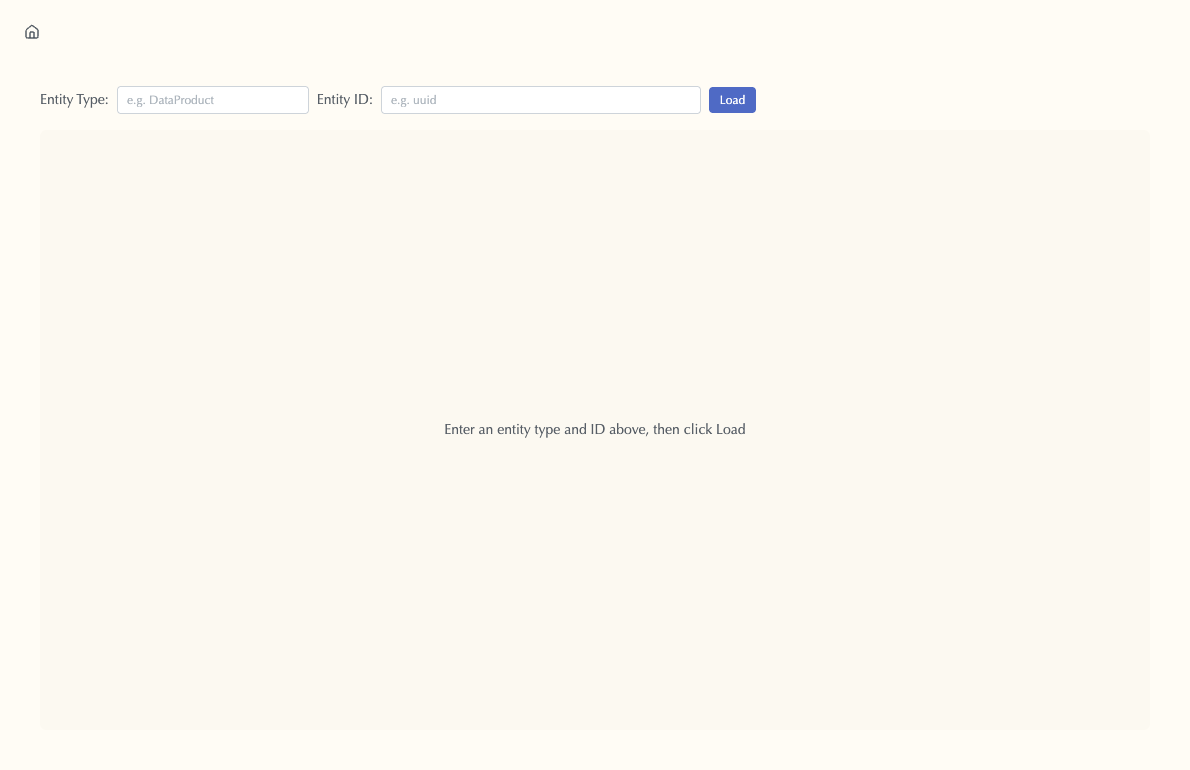 Entity Type: e.g. DataProduct Entity ID: e.g. uuid Load
Enter an entity type and ID above, then click Load